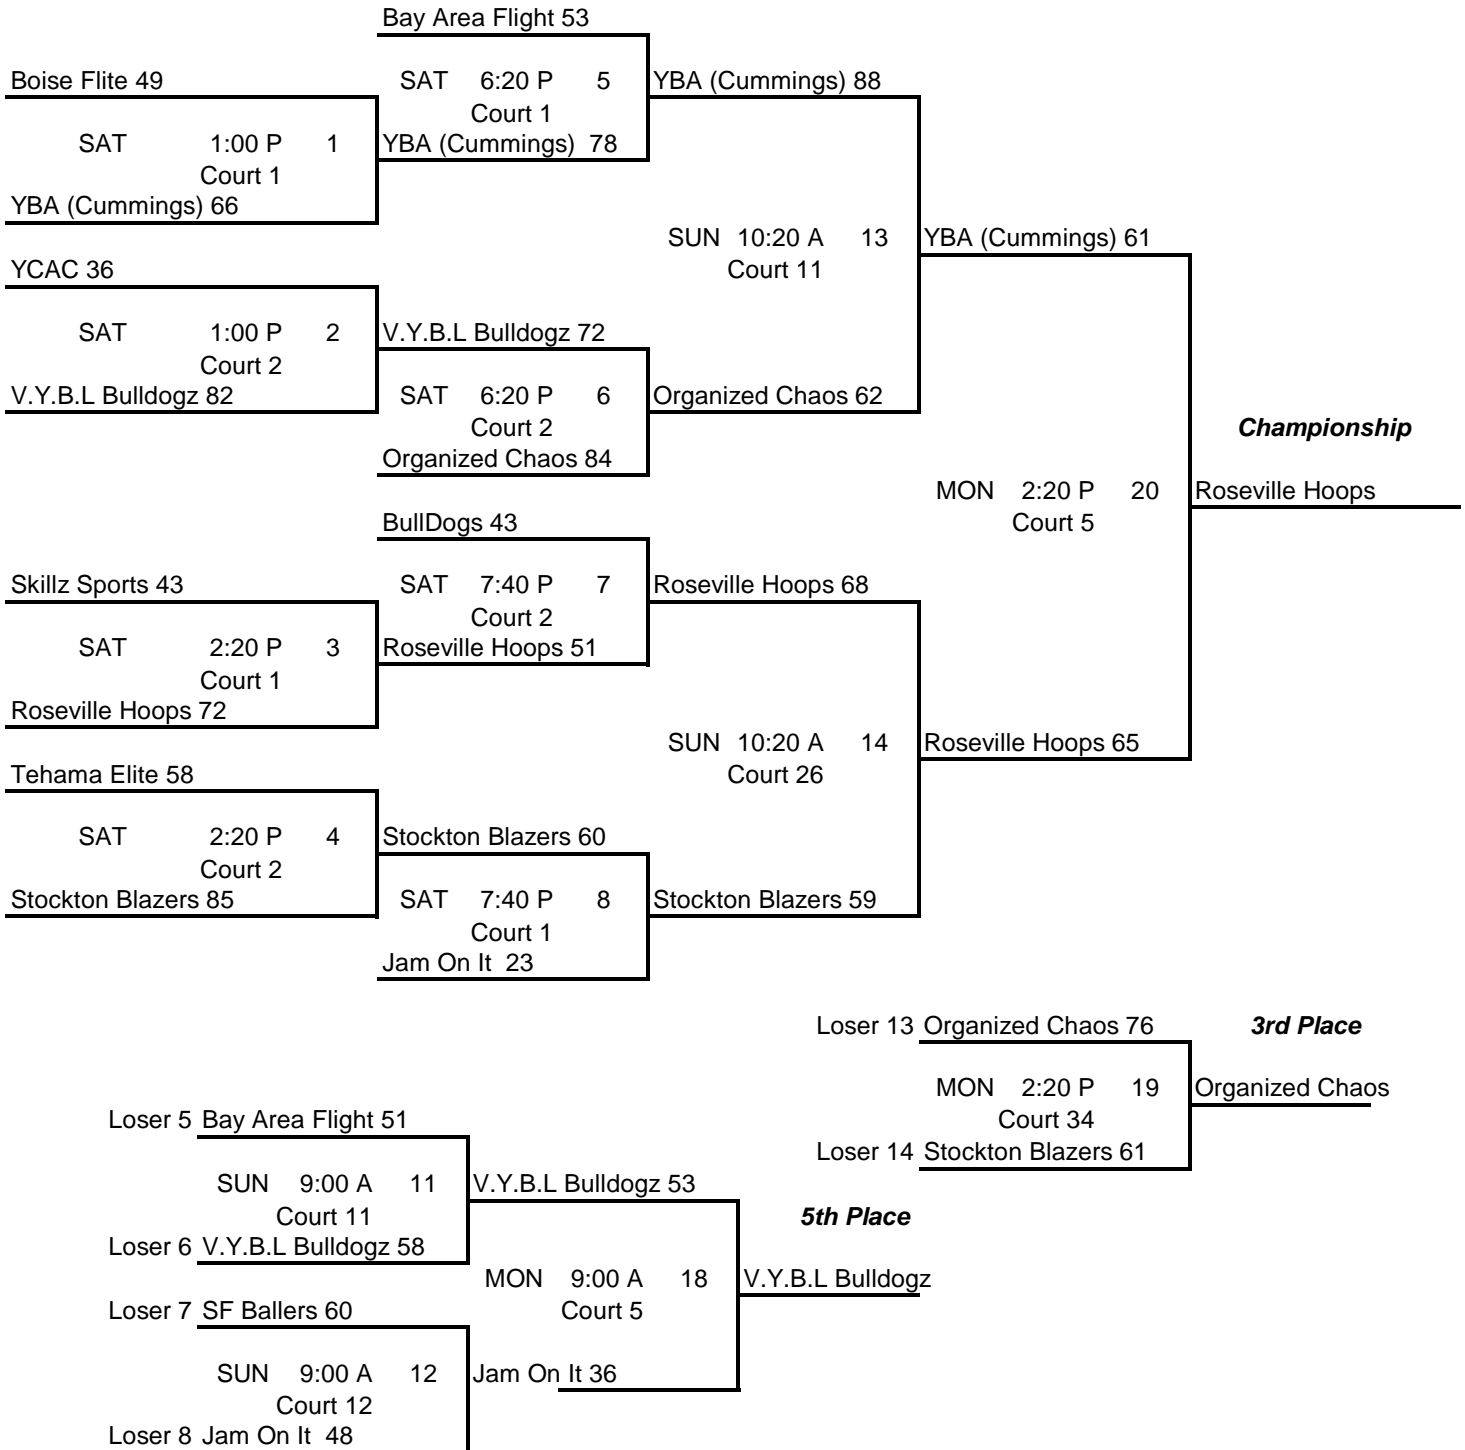 Bay Area Flight 53
Boise Flite 49
SAT 6:20 P 5
YBA (Cummings) 88
Court 1
SAT 1:00 P 1
YBA (Cummings) 78
Court 1
YBA (Cummings) 66
SUN 10:20 A 13
YBA (Cummings) 61
YCAC 36
Court 11
SAT 1:00 P 2
V.Y.B.L Bulldogz 72
Court 2
V.Y.B.L Bulldogz 82
SAT 6:20 P 6
Organized Chaos 62
Court 2
Championship
Organized Chaos 84
MON 2:20 P 20
Roseville Hoops
BullDogs 43
Court 5
Skillz Sports 43
SAT 7:40 P 7
Roseville Hoops 68
Court 2
SAT 2:20 P 3
Roseville Hoops 51
Court 1
Roseville Hoops 72
SUN 10:20 A 14
Roseville Hoops 65
Tehama Elite 58
Court 26
SAT 2:20 P 4
Stockton Blazers 60
Court 2
Stockton Blazers 85
SAT 7:40 P 8
Stockton Blazers 59
Court 1
Jam On It 23
Loser 13 Organized Chaos 76
3rd Place
MON 2:20 P 19
Organized Chaos
Loser 5 Bay Area Flight 51
Court 34
Loser 14 Stockton Blazers 61
SUN 9:00 A 11
V.Y.B.L Bulldogz 53
Court 11
5th Place
Loser 6 V.Y.B.L Bulldogz 58
MON 9:00 A 18
V.Y.B.L Bulldogz
Loser 7 SF Ballers 60
Court 5
SUN 9:00 A 12
Jam On It 36
Court 12
Loser 8 Jam On It 48